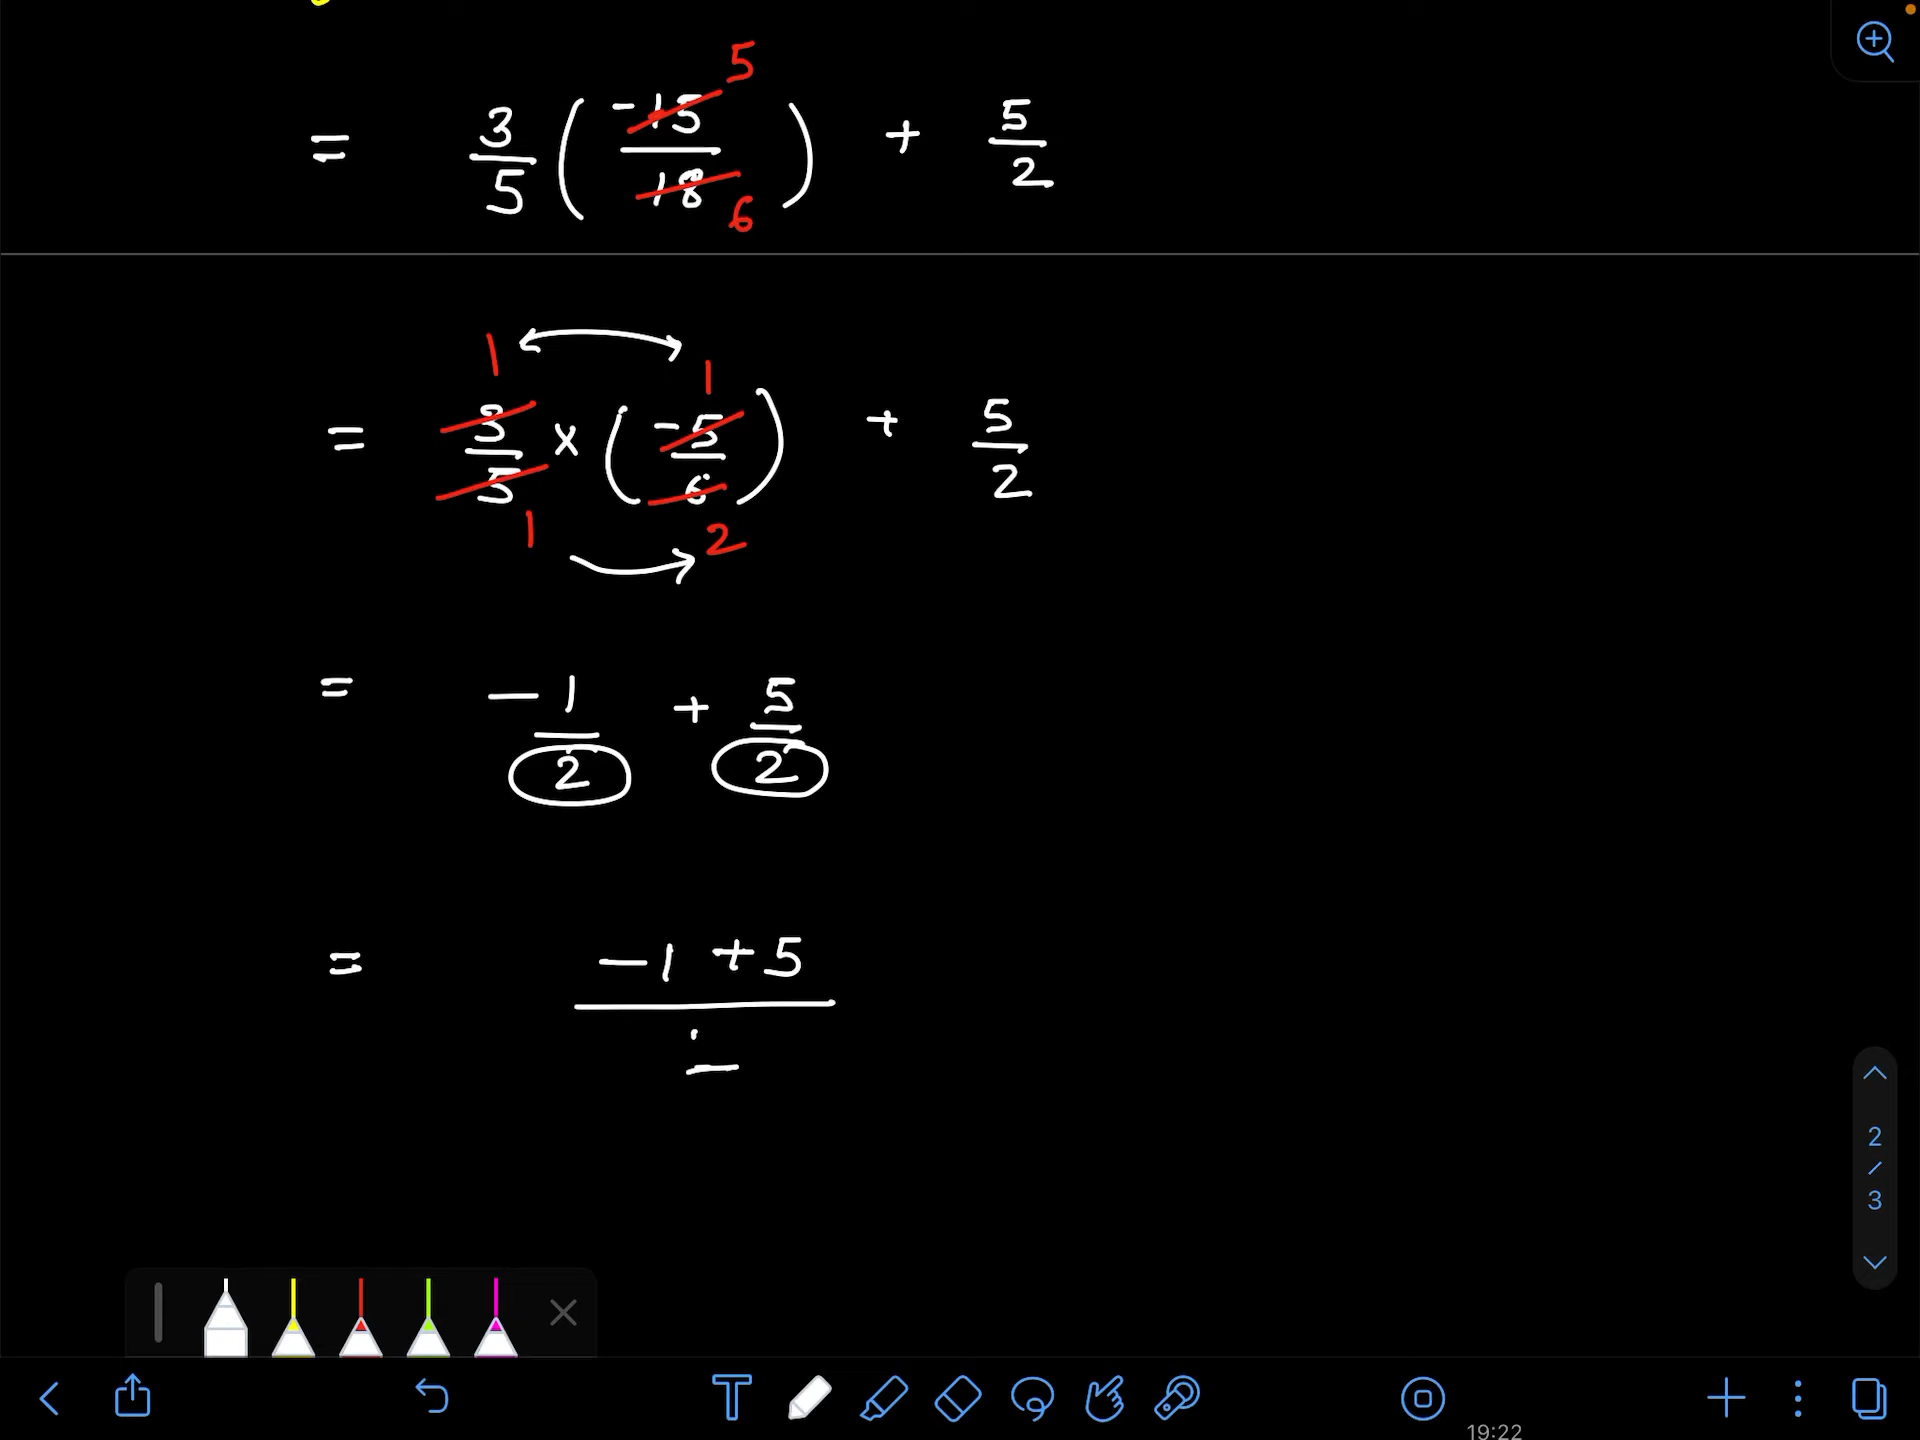 5
= 3/5 ( -15/18 ) + 5/2
6
1 1
= 3/5 x ( -5/6 ) + 5/2
1 2
= -1/2 + 5/2
= -1 + 5
2
/
3
T
19:22